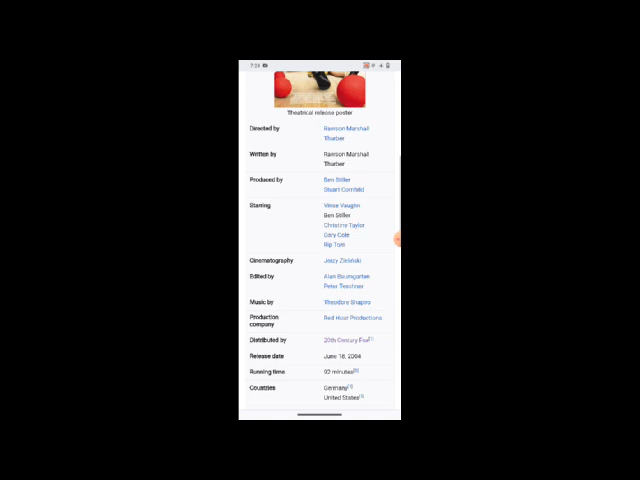 7:28
Theatrical release poster
Directed by Rawson Marshall
Thurber
Written by Rawson Marshall
Thurber
Produced by Ben Stiller
Stuart Cornfeld
Starring Vince Vaughn
Ben Stiller
Christine Taylor
Gary Cole
Rip Torn
Cinematography Jerzy Zieliński
Edited by Alan Baumgarten
Peter Teschner
Music by Theodore Shapiro
Production
company Red Hour Productions
Distributed by 20th Century Fox[1]
Release date June 18, 2004
Running time 92 minutes
Countries Germany
United States